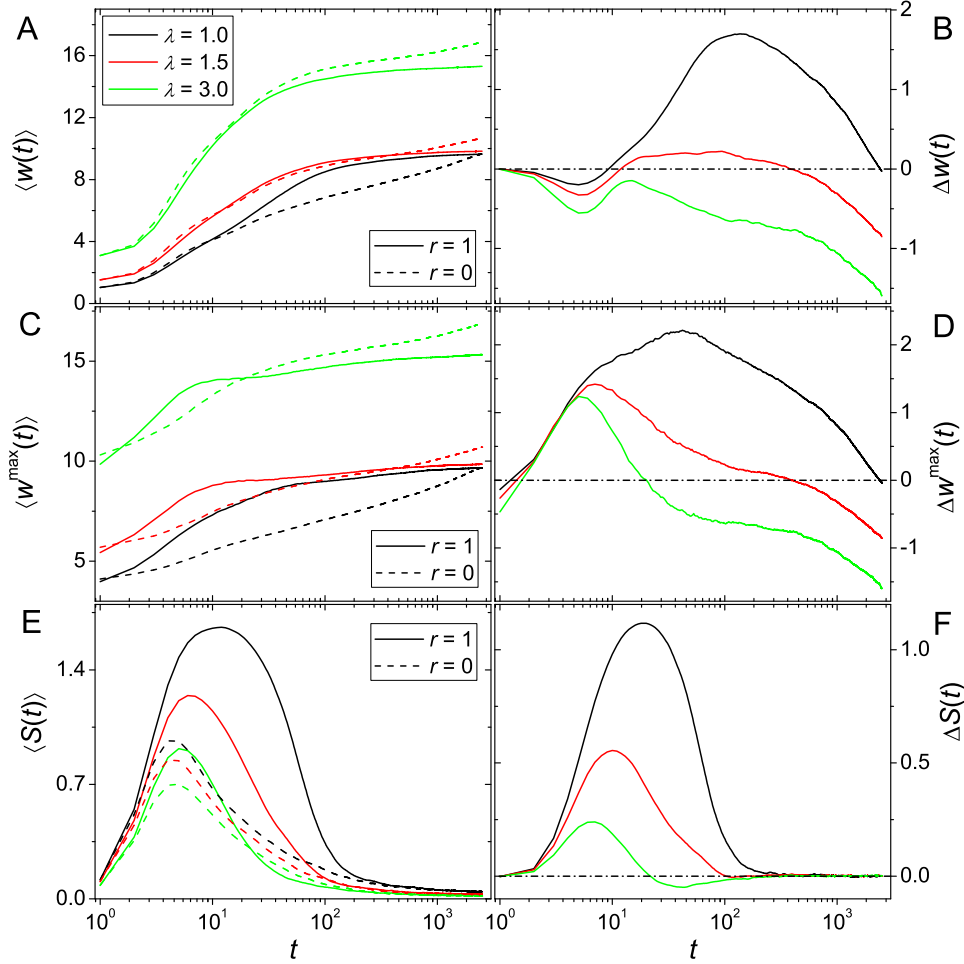 A
λ = 1.0
λ = 1.5
λ = 3.0
16
12
8
4
0
⟨w(t)⟩
r = 1
r = 0
B
2
1
0
-1
Δw(t)
C
15
10
5
⟨w^max(t)⟩
r = 1
r = 0
D
2
1
0
-1
Δw^max(t)
E
1.4
0.7
0.0
⟨S(t)⟩
r = 1
r = 0
10^0 10^1 10^2 10^3
t
F
1.0
0.5
0.0
ΔS(t)
10^0 10^1 10^2 10^3
t